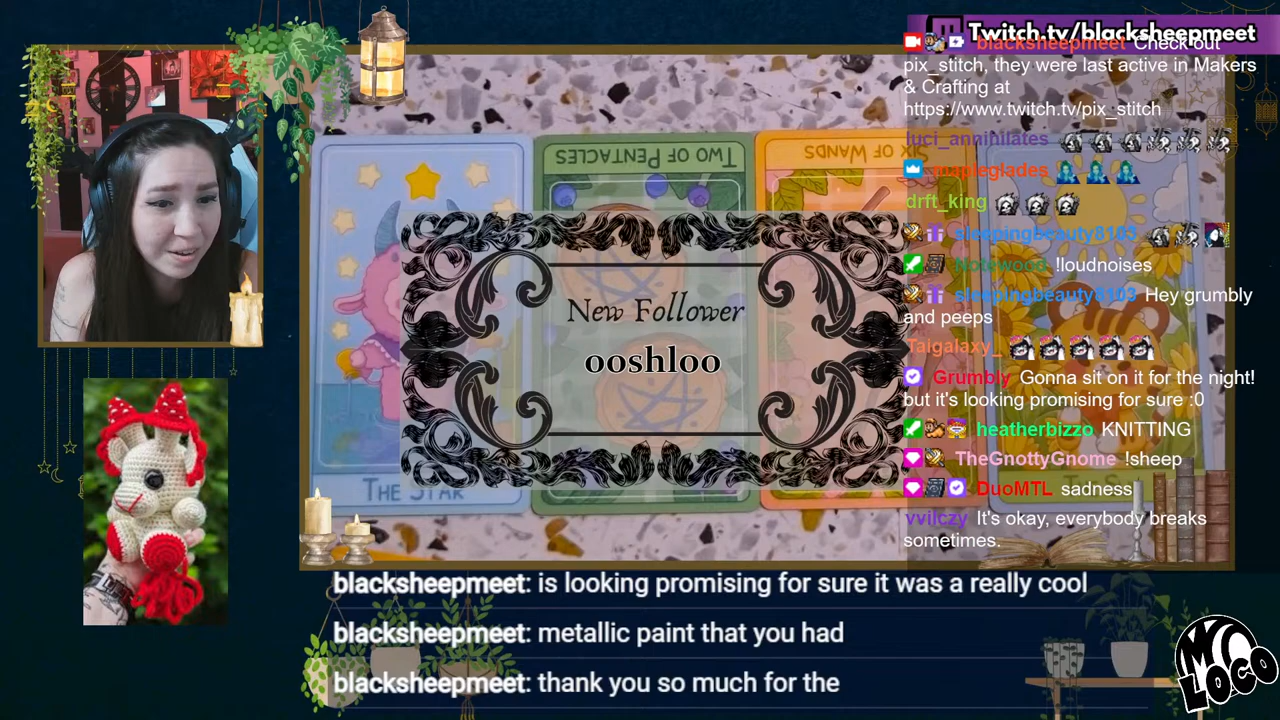 Twitch.tv/blacksheepmeet
blacksheepmeet Check out
pix_stitch, they were last active in Makers
& Crafting at
https://www.twitch.tv/pix_stitch
luci_annihilates
mapleglades
drft_king
sleepingbeauty8103
Notewood !loudnoises
sleepingbeauty8103 Hey grumbly
and peeps
Taigalaxy_
Grumbly Gonna sit on it for the night!
but it's looking promising for sure :0
heatherbizzo KNITTING
TheGnottyGnome !sheep
DuoMTL sadness
vvilczy It's okay, everybody breaks
sometimes.
TWO OF PENTACLES
SIX OF WANDS
New Follower
ooshloo
THE STAR
blacksheepmeet: is looking promising for sure it was a really cool
blacksheepmeet: metallic paint that you had
blacksheepmeet: thank you so much for the
MC
LOCO